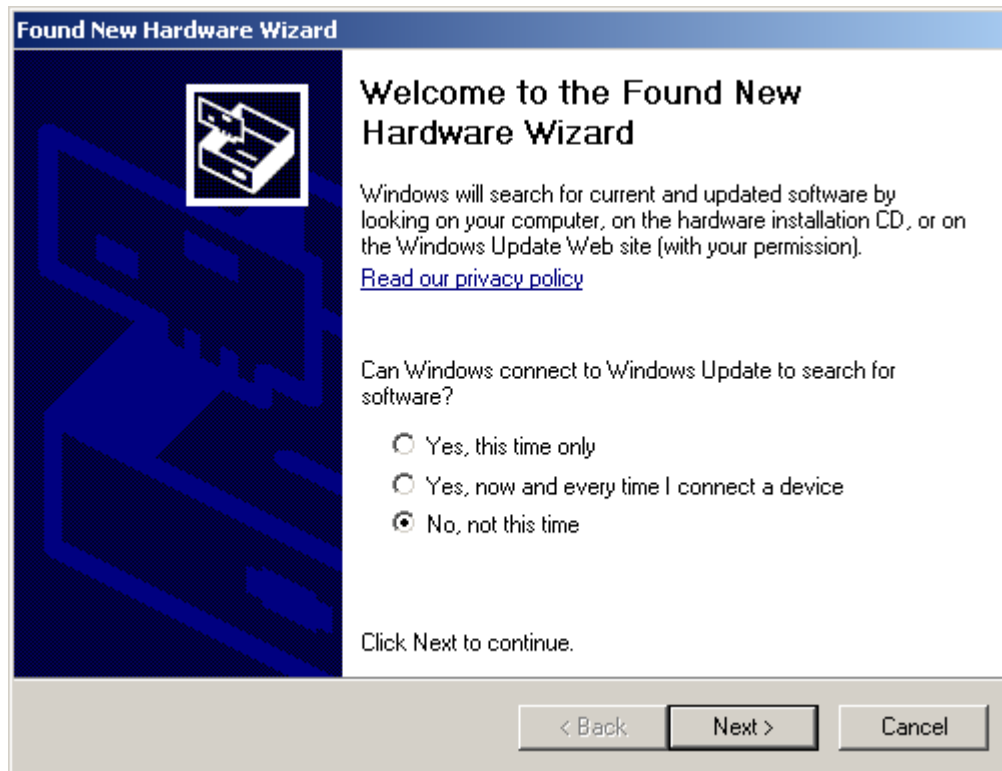 Found New Hardware Wizard
Welcome to the Found New
Hardware Wizard
Windows will search for current and updated software by
looking on your computer, on the hardware installation CD, or on
the Windows Update Web site (with your permission).
Read our privacy policy
Can Windows connect to Windows Update to search for
software?
Yes, this time only
Yes, now and every time I connect a device
No, not this time
Click Next to continue.
< Back Next > Cancel